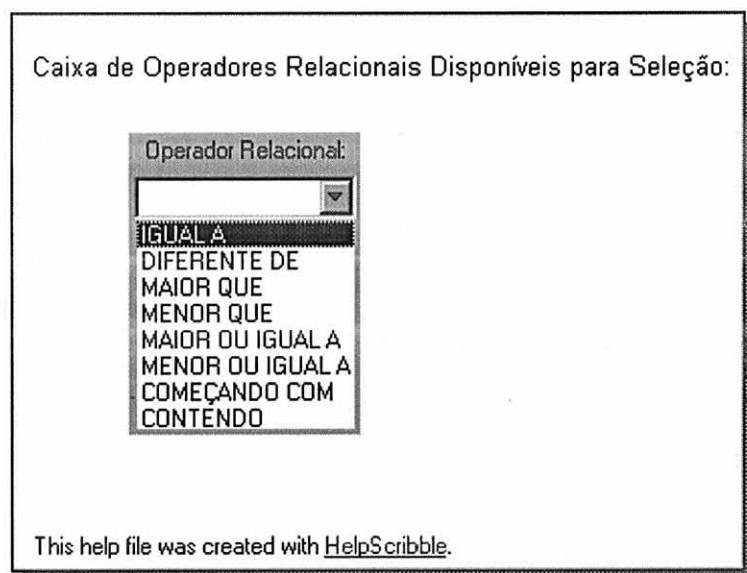 Caixa de Operadores Relacionais Disponíveis para Seleção:
Operador Relacional:
IGUAL A
DIFERENTE DE
MAIOR QUE
MENOR QUE
MAIOR OU IGUAL A
MENOR OU IGUAL A
COMEÇANDO COM
CONTENDO
This help file was created with HelpScribble.